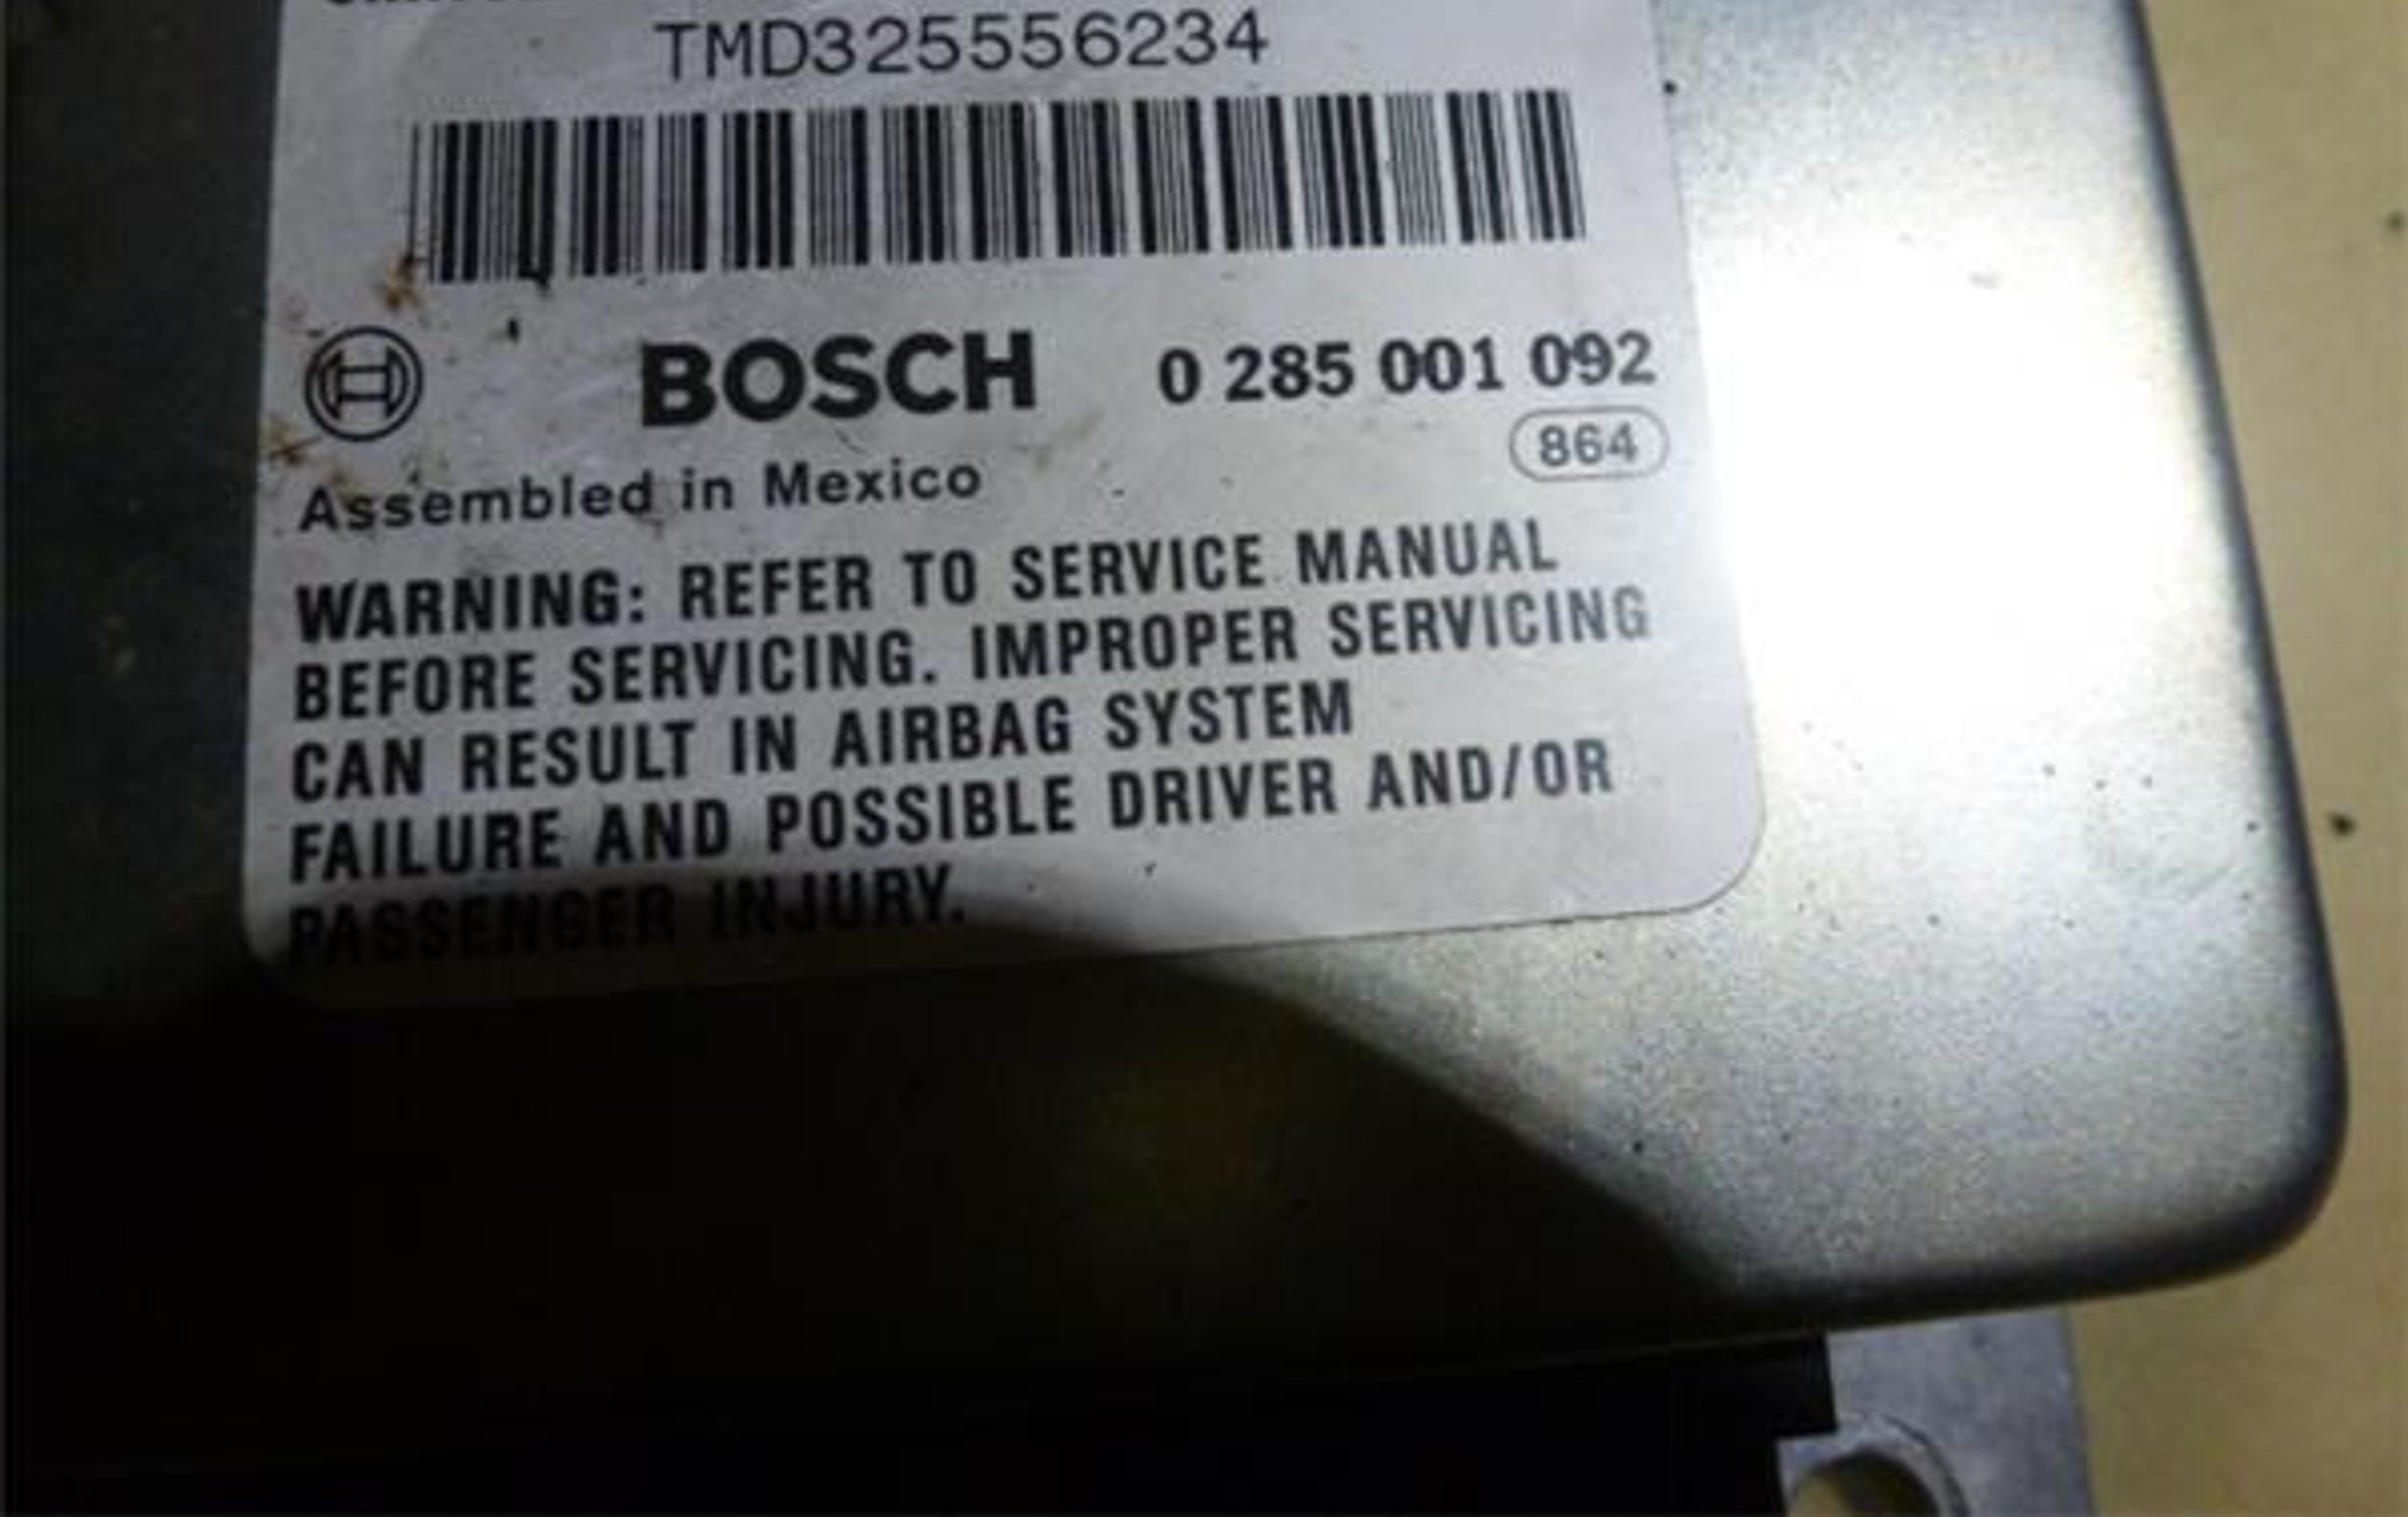 TMD325556234
BOSCH 0 285 001 092
864
Assembled in Mexico
WARNING: REFER TO SERVICE MANUAL
BEFORE SERVICING. IMPROPER SERVICING
CAN RESULT IN AIRBAG SYSTEM
FAILURE AND POSSIBLE DRIVER AND/OR
PASSENGER INJURY.